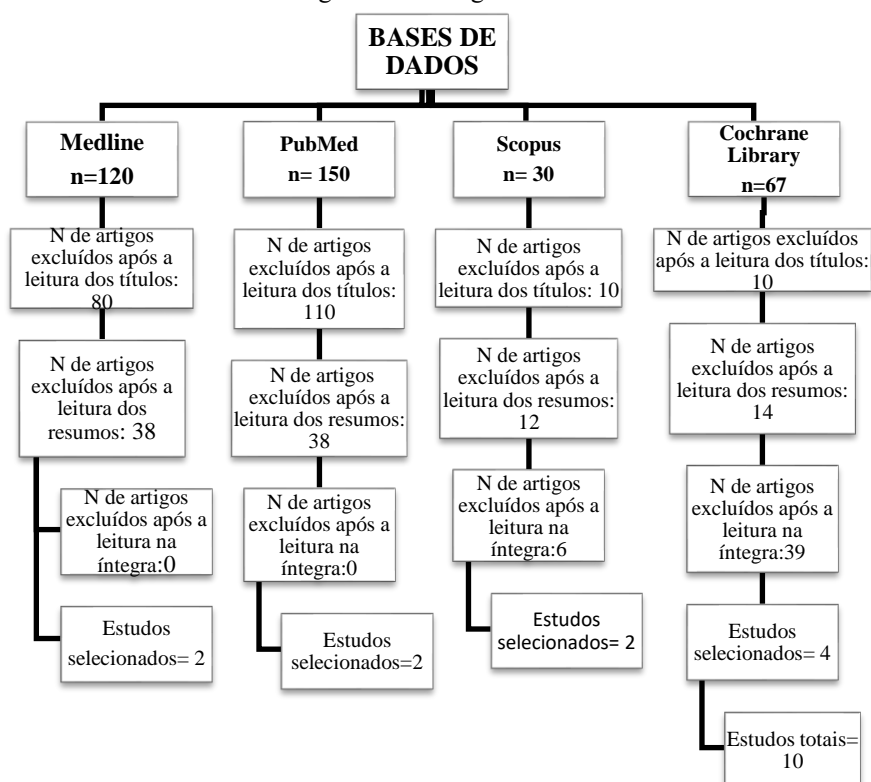 BASES DE
DADOS
Medline
n=120
PubMed
n= 150
Scopus
n= 30
Cochrane
Library
n=67
N de artigos
excluídos após a
leitura dos títulos:
80
N de artigos
excluídos após a
leitura dos títulos:
110
N de artigos
excluídos após a
leitura dos títulos: 10
N de artigos excluídos
após a leitura dos títulos:
10
N de artigos
excluídos após a
leitura dos
resumos: 38
N de artigos
excluídos após a
leitura dos resumos:
38
N de artigos
excluídos após a
leitura dos resumos:
12
N de artigos
excluídos após a
leitura dos resumos:
14
N de artigos
excluídos após a
leitura na
íntegra:0
N de artigos
excluídos após a
leitura na
íntegra:0
N de artigos
excluídos após a
leitura na
íntegra:6
N de artigos
excluídos após a
leitura na
íntegra:39
Estudos
selecionados= 2
Estudos
selecionados=2
Estudos
selecionados= 2
Estudos
selecionados= 4
Estudos totais=
10